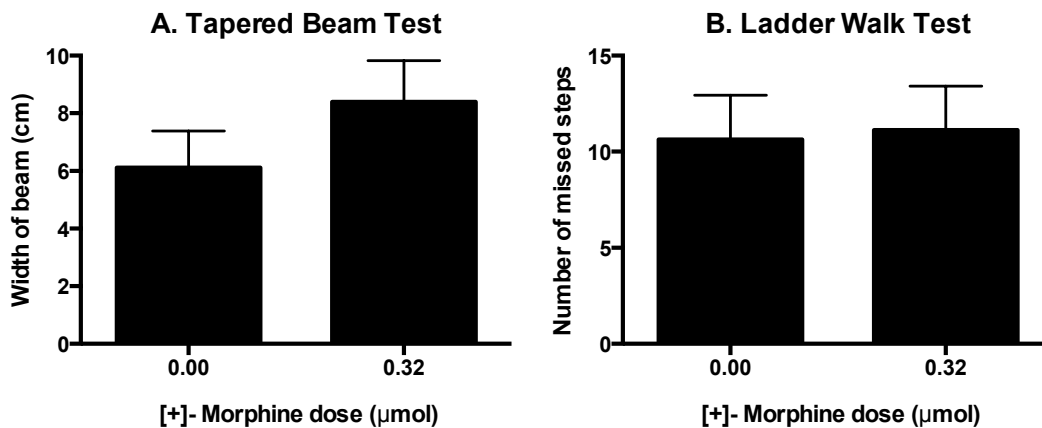 A. Tapered Beam Test
Width of beam (cm)
10
8
6
4
2
0
0.00 0.32
[+]- Morphine dose (µmol)
B. Ladder Walk Test
Number of missed steps
15
10
5
0
0.00 0.32
[+]- Morphine dose (µmol)